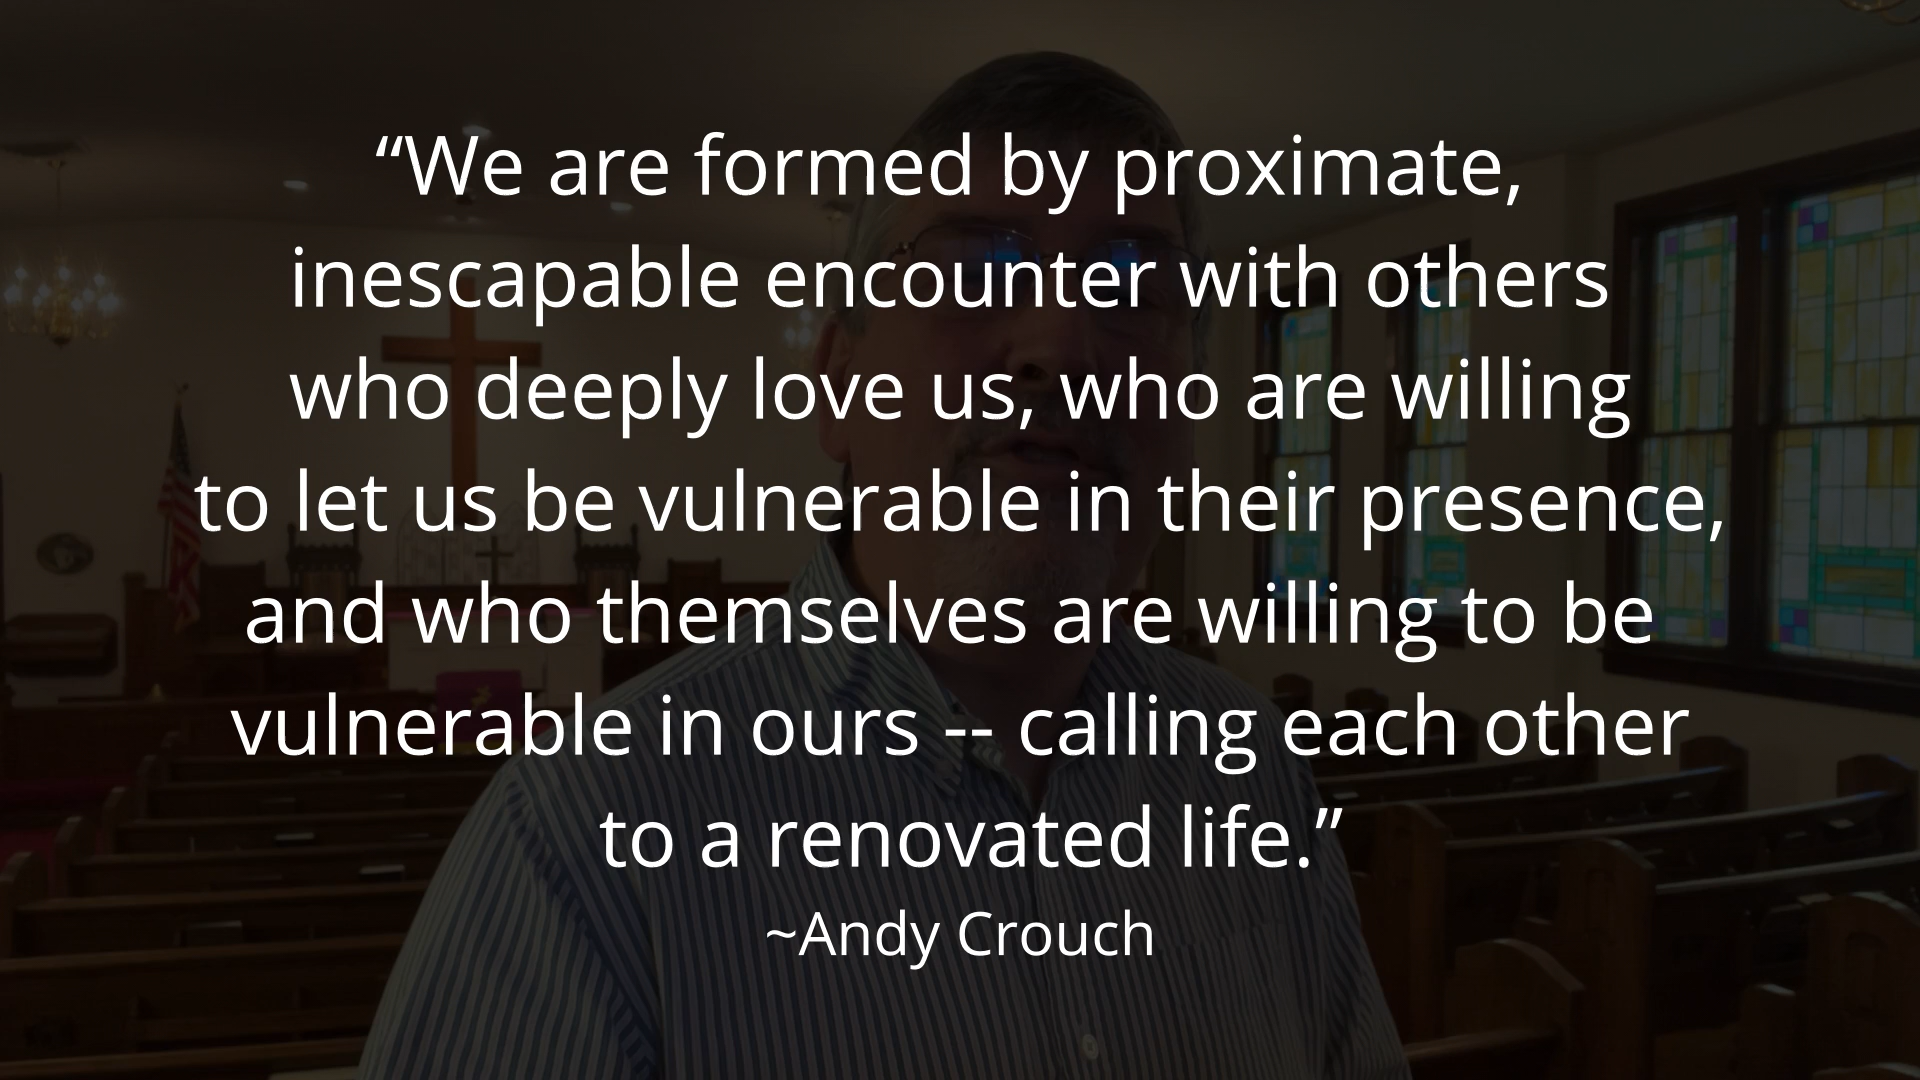 “We are formed by proximate,
inescapable encounter with others
who deeply love us, who are willing
to let us be vulnerable in their presence,
and who themselves are willing to be
vulnerable in ours -- calling each other
to a renovated life.”
~Andy Crouch